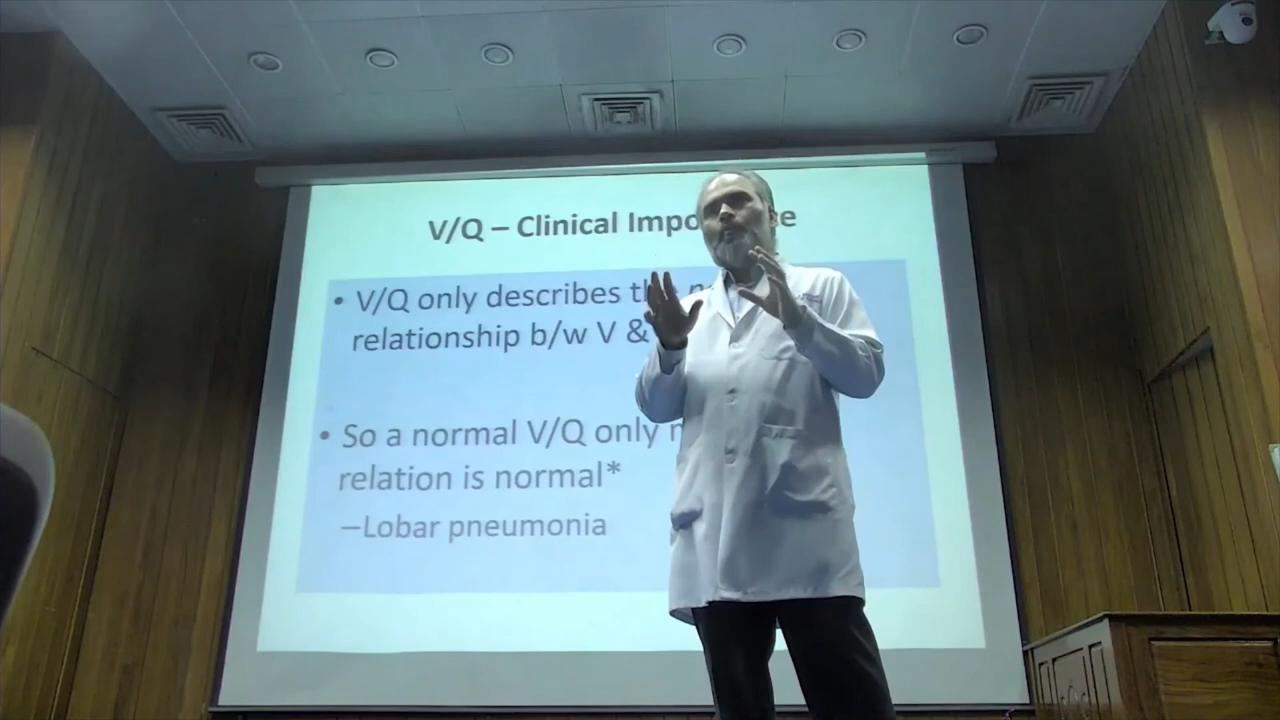 V/Q – Clinical Impo e
• V/Q only describes th
relationship b/w V &
• So a normal V/Q only
relation is normal*
–Lobar pneumonia